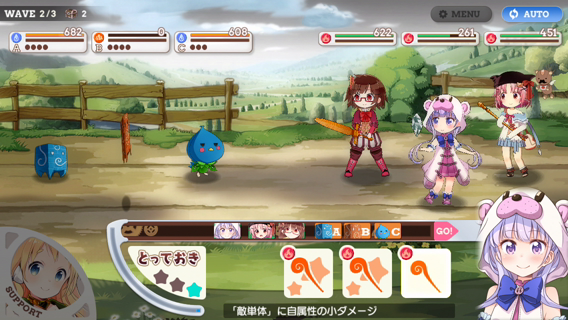 WAVE 2/3 2
MENU
AUTO
682
0
608
A
B
C
622
261
451
A B C GO!
とっておき
SUPPORT
「敵単体」に自属性の小ダメージ